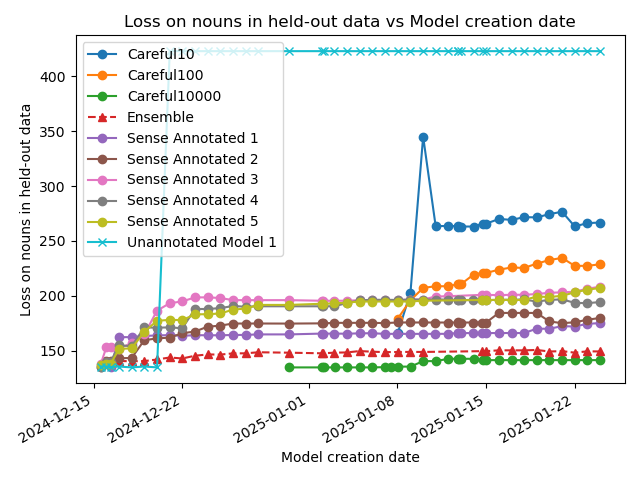 Loss on nouns in held-out data vs Model creation date
Loss on nouns in held-out data
400
350
300
250
200
150
Careful10
Careful100
Careful10000
Ensemble
Sense Annotated 1
Sense Annotated 2
Sense Annotated 3
Sense Annotated 4
Sense Annotated 5
Unannotated Model 1
2024-12-15
2024-12-22
2025-01-01
2025-01-08
2025-01-15
2025-01-22
Model creation date